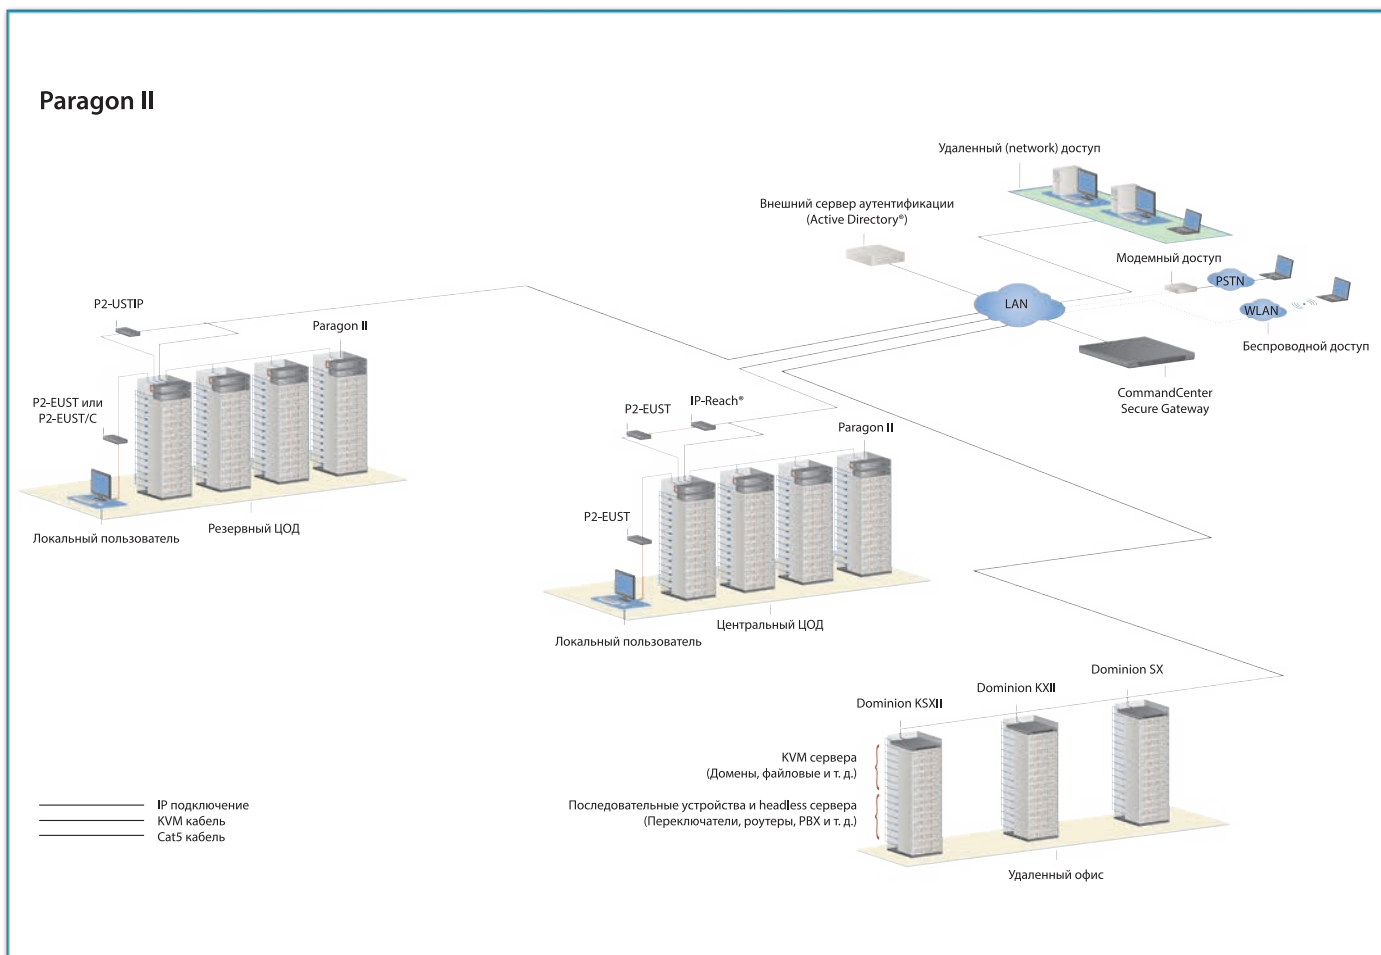 Paragon II
Удаленный (network) доступ
Внешний сервер аутентификации
(Active Directory®)
Модемный доступ
PSTN
LAN
WLAN
Беспроводной доступ
CommandCenter
Secure Gateway
P2-USTIP
Paragon II
P2-EUST или
P2-EUST/C
Резервный ЦОД
Локальный пользователь
IP-Reach®
P2-EUST
Paragon II
P2-EUST
Центральный ЦОД
Локальный пользователь
Dominion SX
Dominion KXII
Dominion KSXII
KVM сервера
(Домены, файловые и т. д.)
Последовательные устройства и headless сервера
(Переключатели, роутеры, PBX и т. д.)
Удаленный офис
IP подключение
KVM кабель
Cat5 кабель